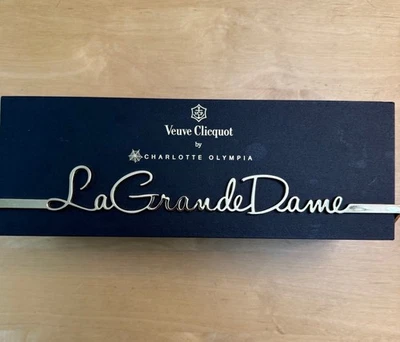 Veuve Clicquot
by
CHARLOTTE OLYMPIA
LaGrandeDame